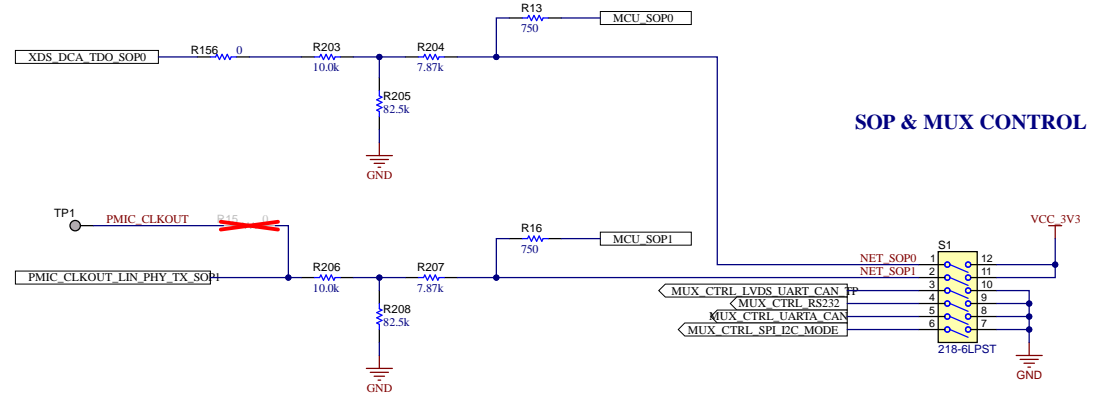 R13
750
MCU_SOP0
XDS_DCA_TDO_SOP0
R156
0
R203
10.0k
R204
7.87k
R205
82.5k
GND
SOP & MUX CONTROL
TP1
PMIC_CLKOUT
R15 0
R16
750
MCU_SOP1
VCC_3V3
PMIC_CLKOUT_LIN_PHY_TX_SOP1
R206
10.0k
R207
7.87k
R208
82.5k
GND
S1
NET_SOP0 1 12
NET_SOP1 2 11
MUX_CTRL_LVDS_UART_CAN_TP 3 10
MUX_CTRL_RS232 4 9
MUX_CTRL_UARTA_CAN 5 8
MUX_CTRL_SPI_I2C_MODE 6 7
218-6LPST
GND